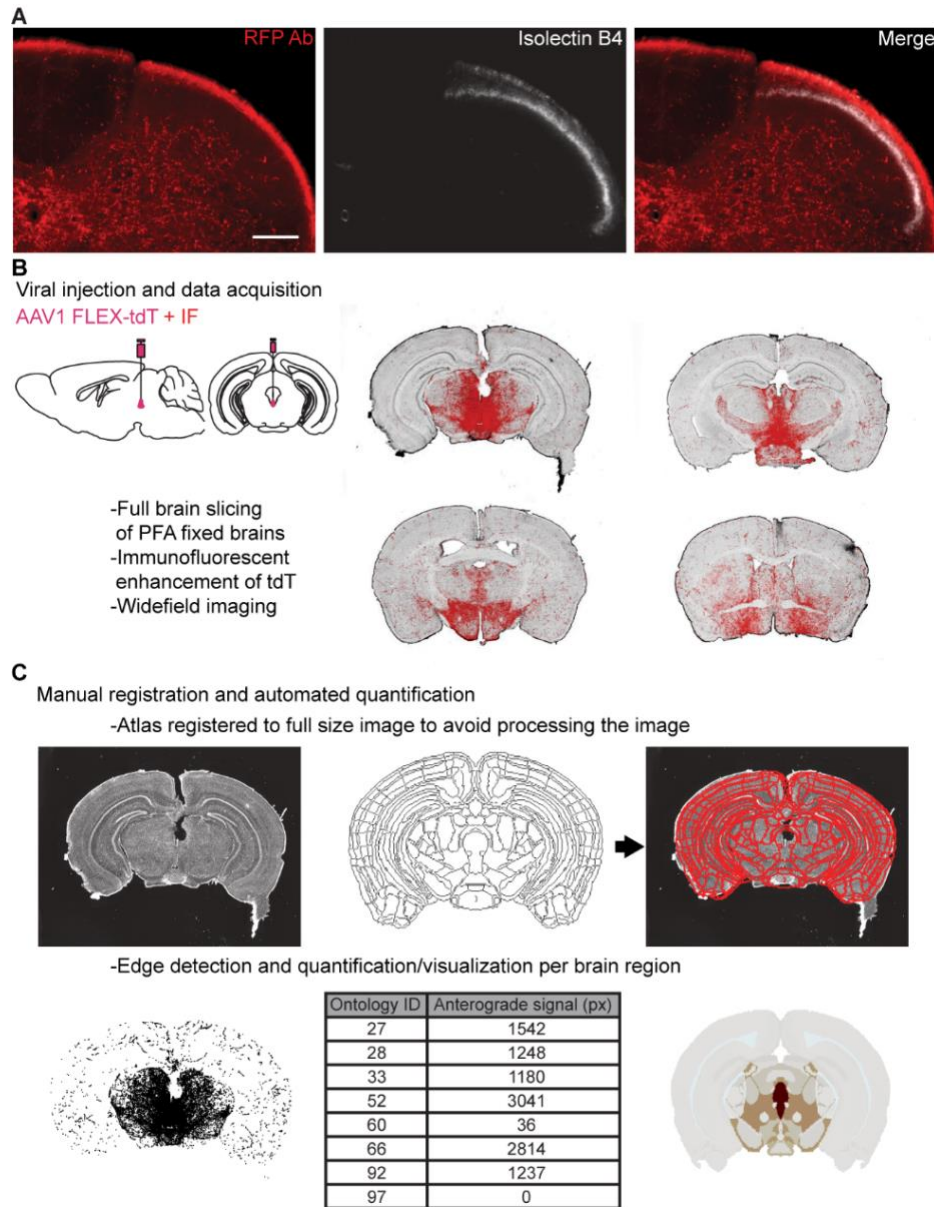 A
RFP Ab
Isolectin B4
Merge
B
Viral injection and data acquisition
AAV1 FLEX-tdT + IF
-Full brain slicing
of PFA fixed brains
-Immunofluorescent
enhancement of tdT
-Widefield imaging
C
Manual registration and automated quantification
-Atlas registered to full size image to avoid processing the image
-Edge detection and quantification/visualization per brain region
Ontology ID Anterograde signal (px)
27 1542
28 1248
33 1180
52 3041
60 36
66 2814
92 1237
97 0